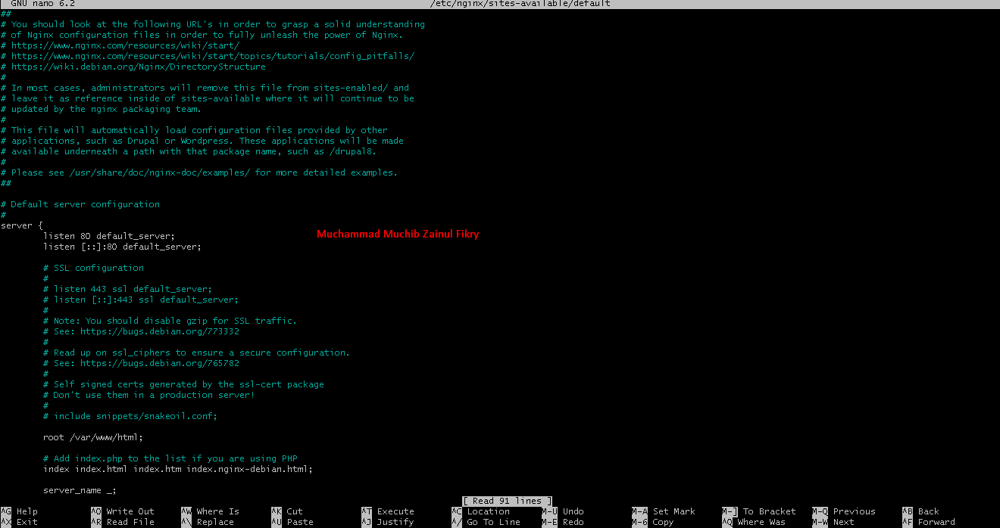 GNU nano 6.2 /etc/nginx/sites-available/default
##
# You should look at the following URL's in order to grasp a solid understanding
# of Nginx configuration files in order to fully unleash the power of Nginx.
# https://www.nginx.com/resources/wiki/start/
# https://www.nginx.com/resources/wiki/start/topics/tutorials/config_pitfalls/
# https://wiki.debian.org/Nginx/DirectoryStructure
#
# In most cases, administrators will remove this file from sites-enabled/ and
# leave it as reference inside of sites-available where it will continue to be
# updated by the nginx packaging team.
#
# This file will automatically load configuration files provided by other
# applications, such as Drupal or Wordpress. These applications will be made
# available underneath a path with that package name, such as /drupal8.
#
# Please see /usr/share/doc/nginx-doc/examples/ for more detailed examples.
##
# Default server configuration
#
server {
Muchammad Muchib Zainul Fikry
listen 80 default_server;
listen [::]:80 default_server;
# SSL configuration
#
# listen 443 ssl default_server;
# listen [::]:443 ssl default_server;
#
# Note: You should disable gzip for SSL traffic.
# See: https://bugs.debian.org/773332
#
# Read up on ssl_ciphers to ensure a secure configuration.
# See: https://bugs.debian.org/765782
#
# Self signed certs generated by the ssl-cert package
# Don't use them in a production server!
#
# include snippets/snakeoil.conf;
root /var/www/html;
# Add index.php to the list if you are using PHP
index index.html index.htm index.nginx-debian.html;
server_name _;
[ Read 91 lines ]
^G Help ^O Write Out ^W Where Is ^K Cut ^T Execute ^C Location M-U Undo M-A Set Mark M-] To Bracket M-Q Previous ^B Back
^X Exit ^R Read File ^\ Replace ^U Paste ^J Justify ^/ Go To Line M-E Redo M-6 Copy ^Q Where Was M-W Next ^F Forward